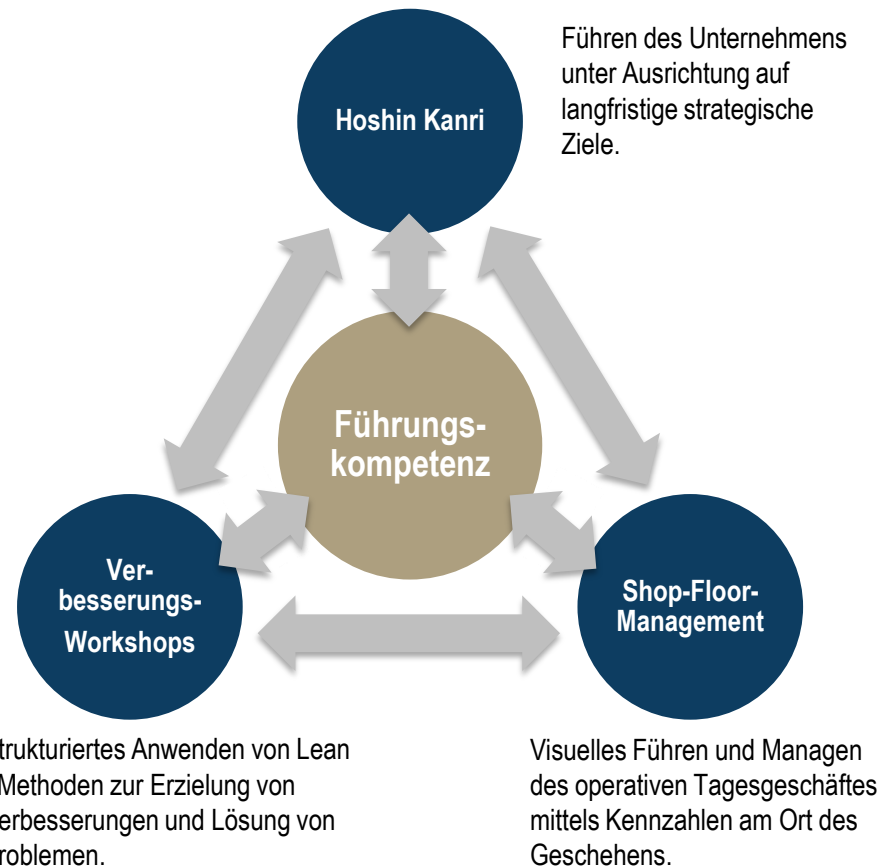 Führen des Unternehmens
unter Ausrichtung auf
langfristige strategische
Ziele.
Hoshin Kanri
Führungs-
kompetenz
Ver-
besserungs-
Workshops
Shop-Floor-
Management
trukturiertes Anwenden von Lean
Methoden zur Erzielung von
erbesserungen und Lösung von
roblemen.
Visuelles Führen und Managen
des operativen Tagesgeschäftes
mittels Kennzahlen am Ort des
Geschehens.